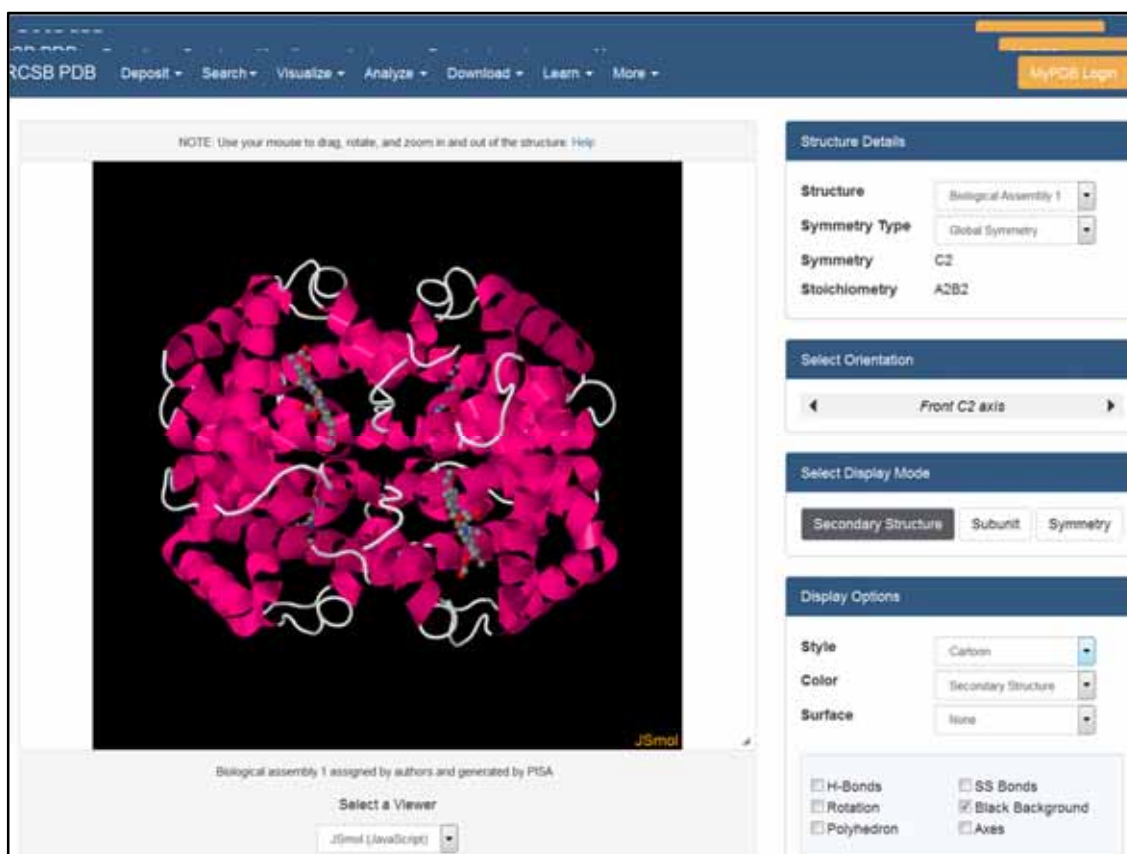 RCSB PDB Deposit Search Visualize Analyze Download Learn More MyPDB Login
NOTE: Use your mouse to drag, rotate, and zoom in and out of the structure. Help
JSmol
Biological assembly 1 assigned by authors and generated by PISA
Select a Viewer
JSmol (JavaScript)
Structure Details
Structure Biological Assembly 1
Symmetry Type Global Symmetry
Symmetry C2
Stoichiometry A2B2
Select Orientation
Front C2 axis
Select Display Mode
Secondary Structure Subunit Symmetry
Display Options
Style Cartoon
Color Secondary Structure
Surface None
H-Bonds SS Bonds
Rotation Black Background
Polyhedron Axes